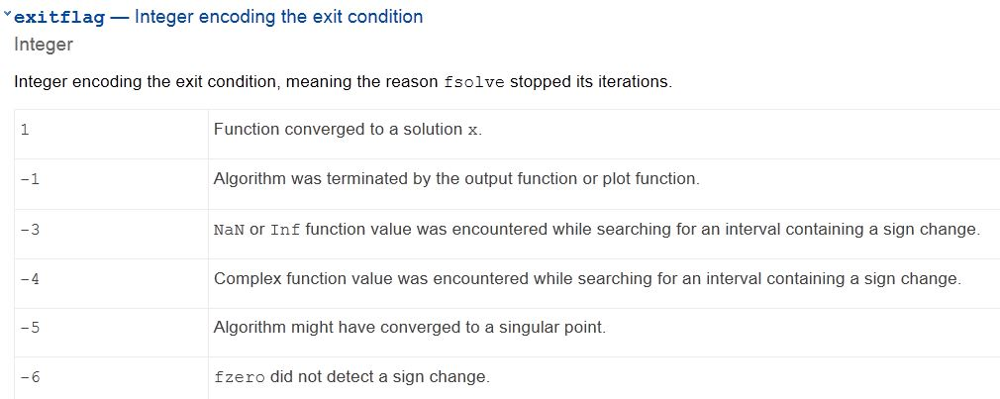 exitflag — Integer encoding the exit condition
Integer
Integer encoding the exit condition, meaning the reason fsolve stopped its iterations.
1 Function converged to a solution x.
-1 Algorithm was terminated by the output function or plot function.
-3 NaN or Inf function value was encountered while searching for an interval containing a sign change.
-4 Complex function value was encountered while searching for an interval containing a sign change.
-5 Algorithm might have converged to a singular point.
-6 fzero did not detect a sign change.